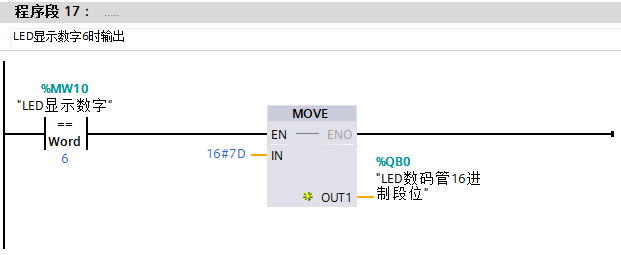 程序段 17： .....
LED显示数字6时输出
%MW10
"LED显示数字"
==
Word
6
MOVE
EN ENO
16#7D IN
%QB0
"LED数码管16进
制段位"
OUT1